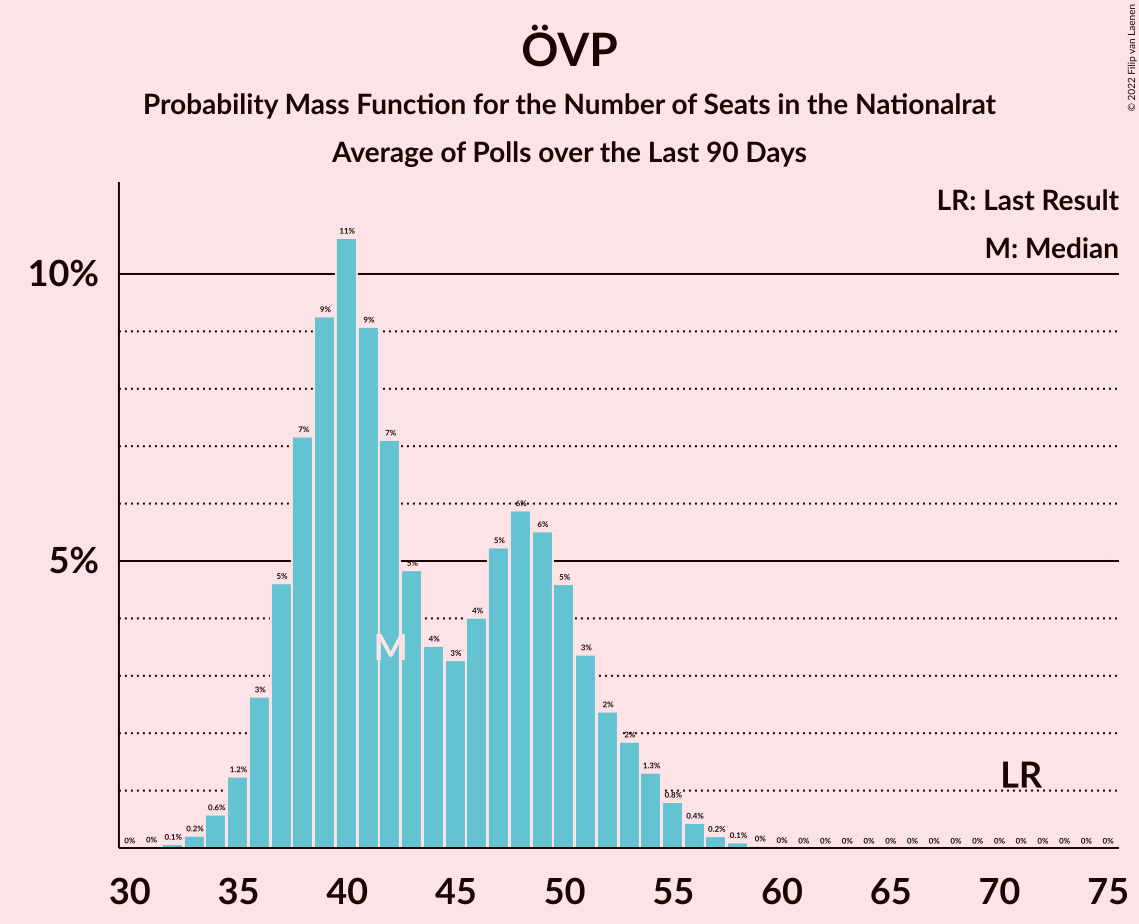 ÖVP
Probability Mass Function for the Number of Seats in the Nationalrat
Average of Polls over the Last 90 Days
© 2022 Filip van Laenen
LR: Last Result
M: Median
10%
5%
0% 0% 0.1% 0.2% 0.6% 1.2% 3% 5% 7% 9% 11% 9% 7% 5% 4% 3% 4% 5% 6% 6% 5% 3% 2% 2% 1.3% 0.8% 0.4% 0.2% 0.1% 0% 0% 0% 0% 0% 0% 0% 0% 0% 0% 0% 0% 0% 0% 0% 0% 0%
M
LR
30 35 40 45 50 55 60 65 70 75